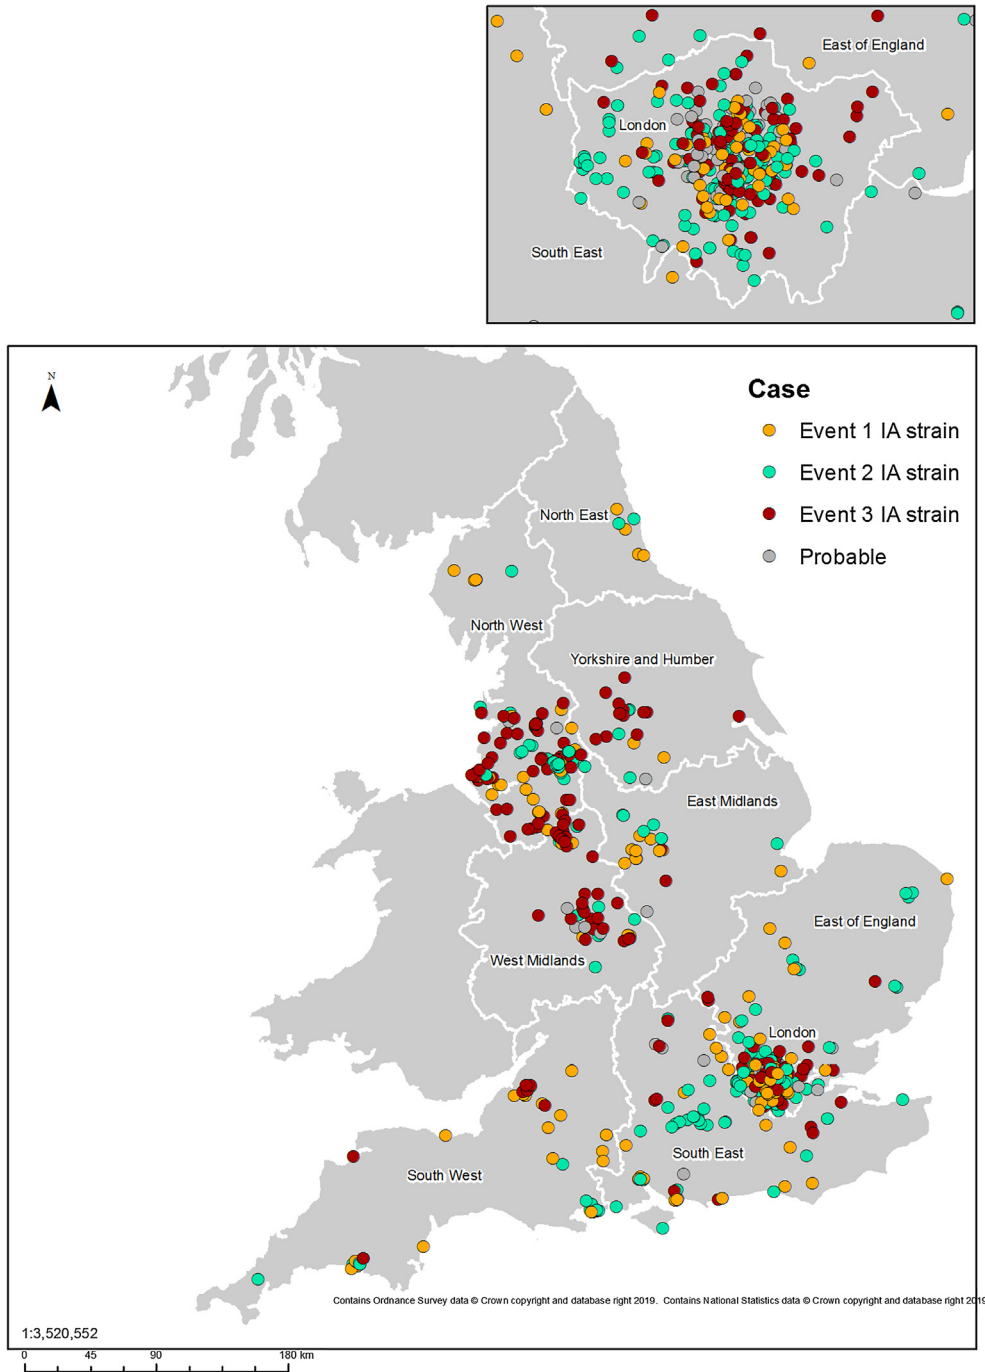 East of England
London
South East
N
Case
Event 1 IA strain
Event 2 IA strain
Event 3 IA strain
Probable
North East
North West
Yorkshire and Humber
East Midlands
East of England
West Midlands
London
South East
South West
Contains Ordnance Survey data © Crown copyright and database right 2019. Contains National Statistics data © Crown copyright and database right 2019
1:3,520,552
0 45 90 180 km